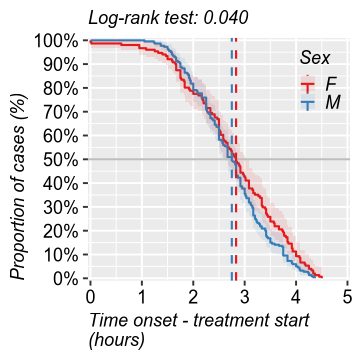 Log-rank test: 0.040
Proportion of cases (%)
100%
90%
80%
70%
60%
50%
40%
30%
20%
10%
0%
Sex
F
M
0 1 2 3 4 5
Time onset - treatment start
(hours)